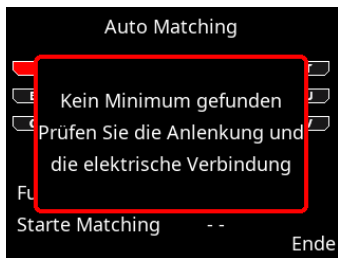 Auto Matching
Kein Minimum gefunden
Prüfen Sie die Anlenkung und
die elektrische Verbindung
Starte Matching - -
Ende